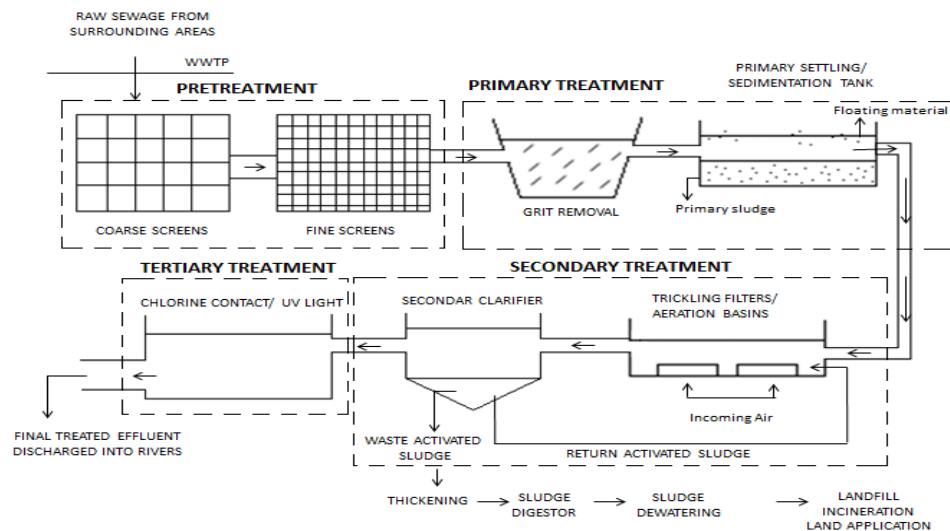 RAW SEWAGE FROM
SURROUNDING AREAS
WWTP
PRETREATMENT
COARSE SCREENS
FINE SCREENS
PRIMARY TREATMENT
PRIMARY SETTLING/
SEDIMENTATION TANK
Floating material
GRIT REMOVAL
Primary sludge
SECONDARY TREATMENT
TRICKLING FILTERS/
AERATION BASINS
Incoming Air
SECONDAR CLARIFIER
RETURN ACTIVATED SLUDGE
WASTE ACTIVATED
SLUDGE
TERTIARY TREATMENT
CHLORINE CONTACT/ UV LIGHT
FINAL TREATED EFFLUENT
DISCHARGED INTO RIVERS
THICKENING
SLUDGE
DIGESTOR
SLUDGE
DEWATERING
LANDFILL
INCINERATION
LAND APPLICATION